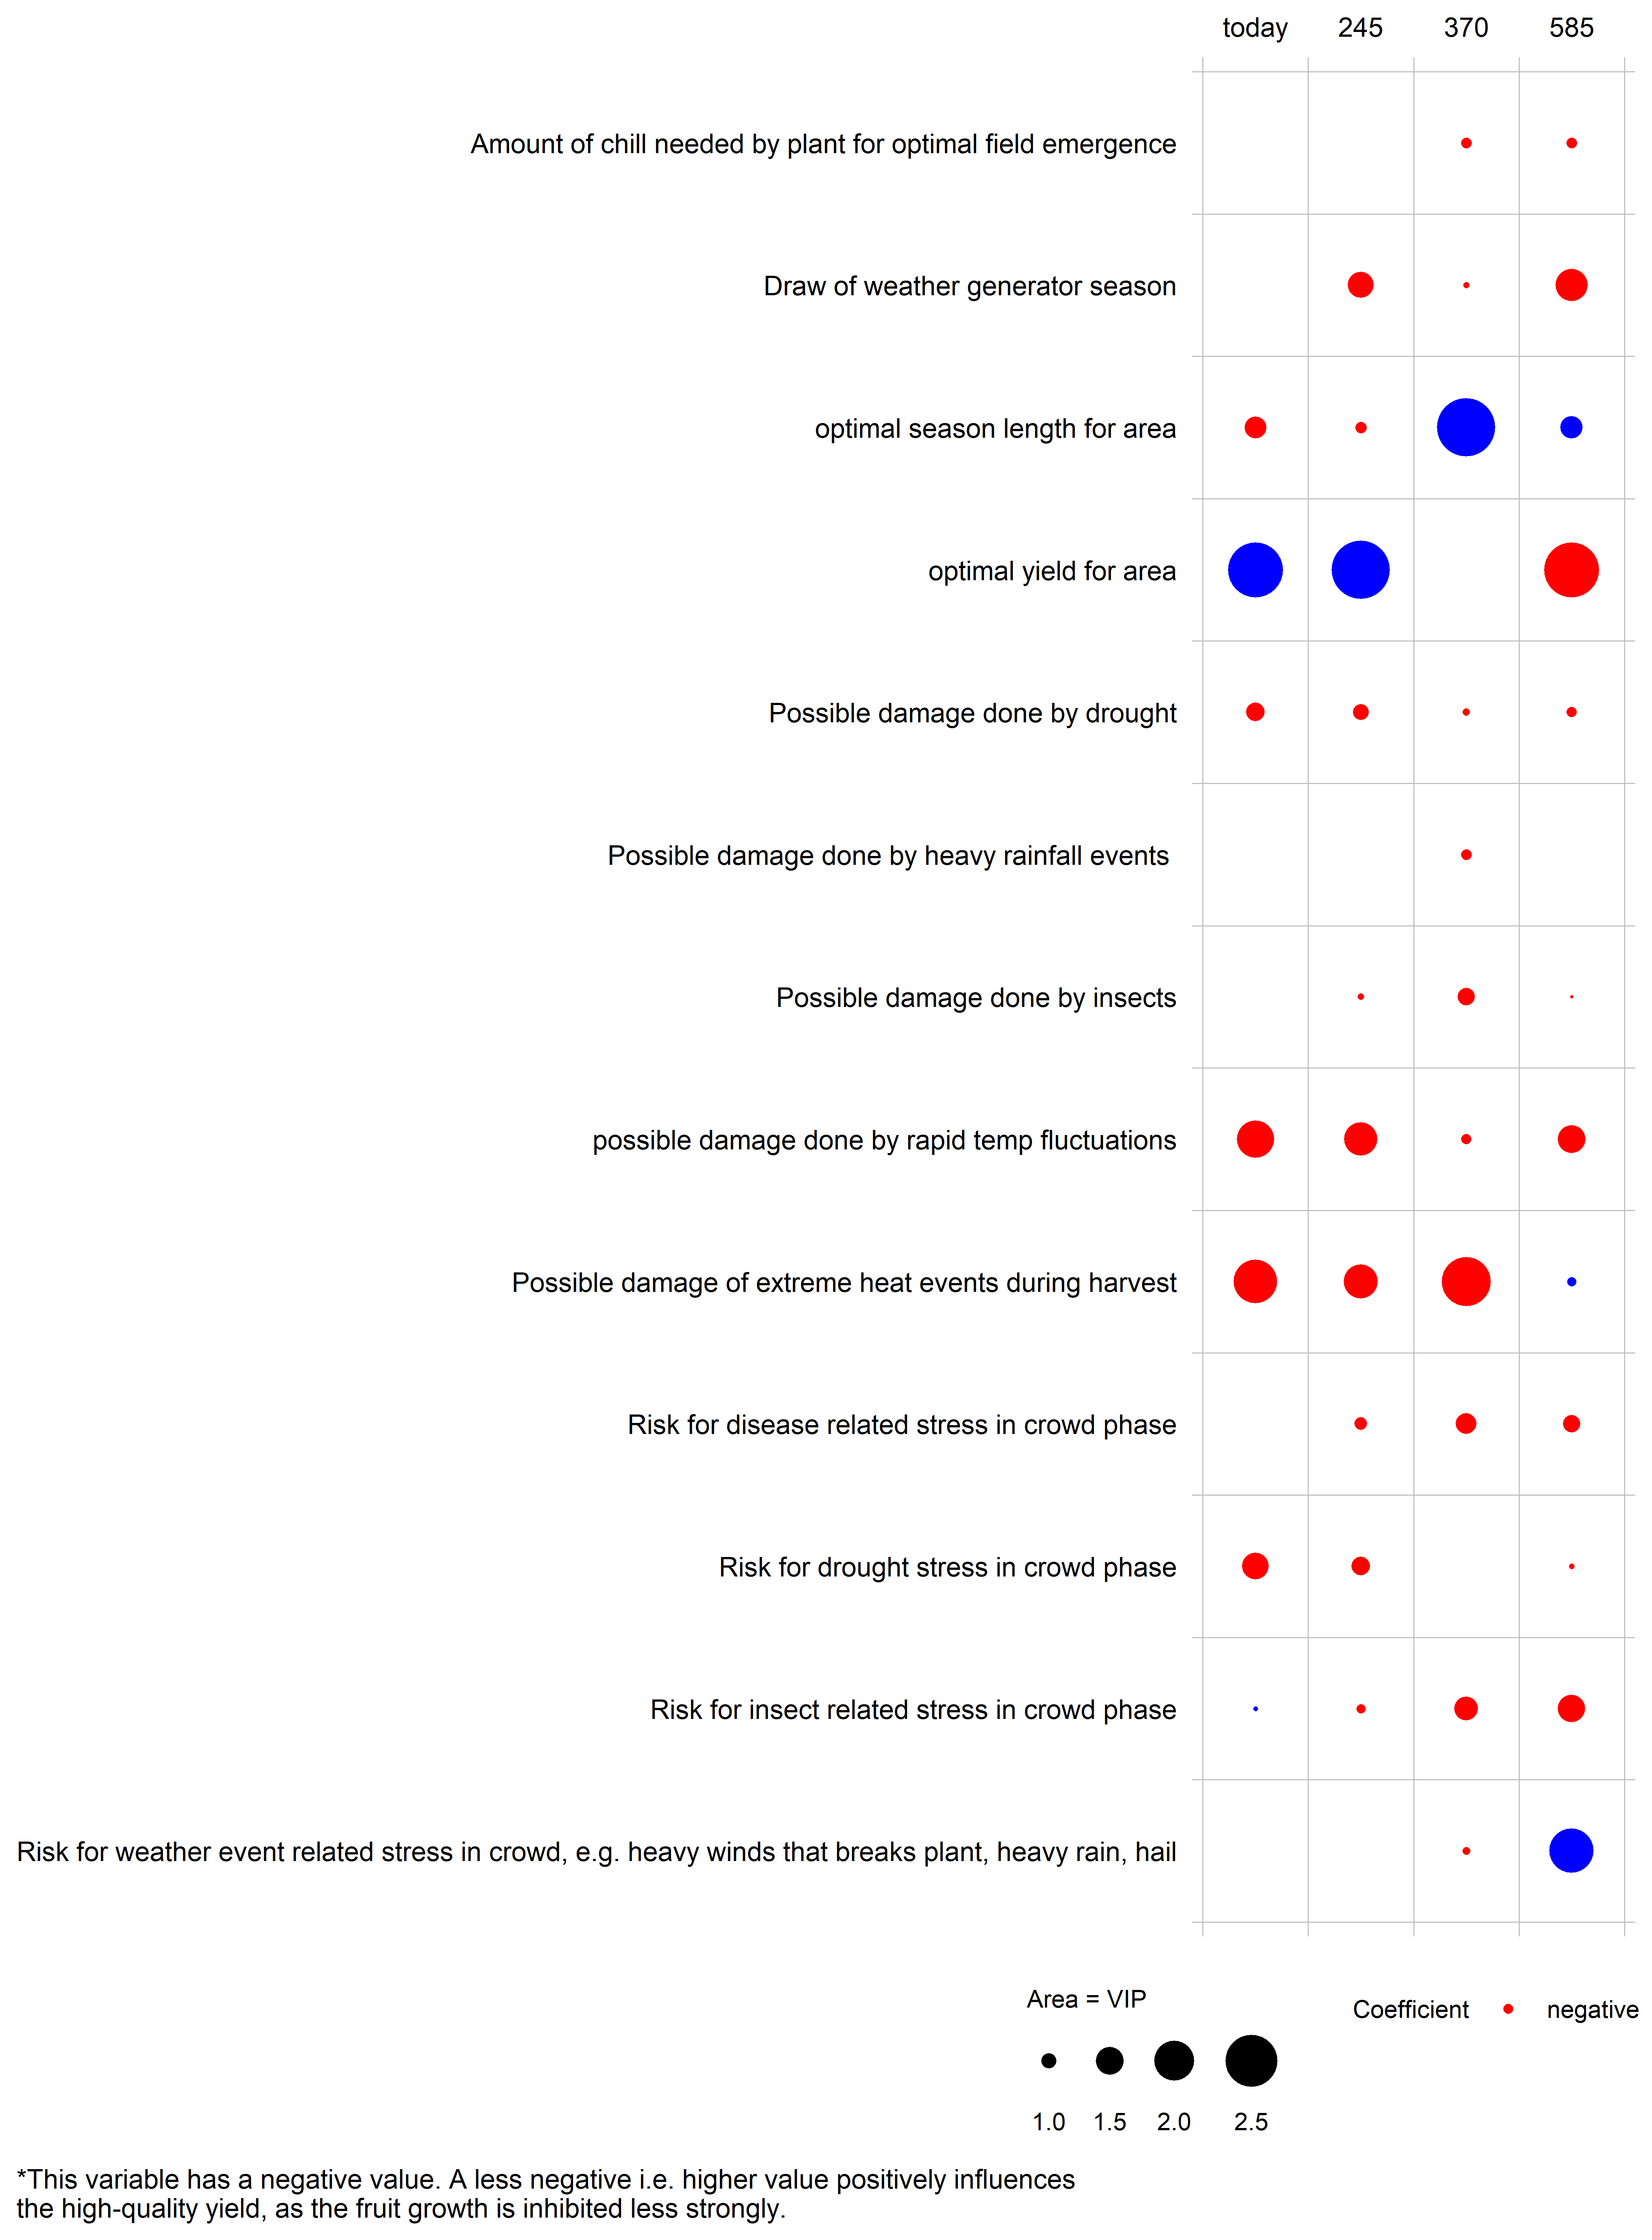 today 245 370 585
Amount of chill needed by plant for optimal field emergence
Draw of weather generator season
optimal season length for area
optimal yield for area
Possible damage done by drought
Possible damage done by heavy rainfall events
Possible damage done by insects
possible damage done by rapid temp fluctuations
Possible damage of extreme heat events during harvest
Risk for disease related stress in crowd phase
Risk for drought stress in crowd phase
Risk for insect related stress in crowd phase
Risk for weather event related stress in crowd, e.g. heavy winds that breaks plant, heavy rain, hail
Area = VIP
Coefficient negative
1.0 1.5 2.0 2.5
*This variable has a negative value. A less negative i.e. higher value positively influences
the high-quality yield, as the fruit growth is inhibited less strongly.